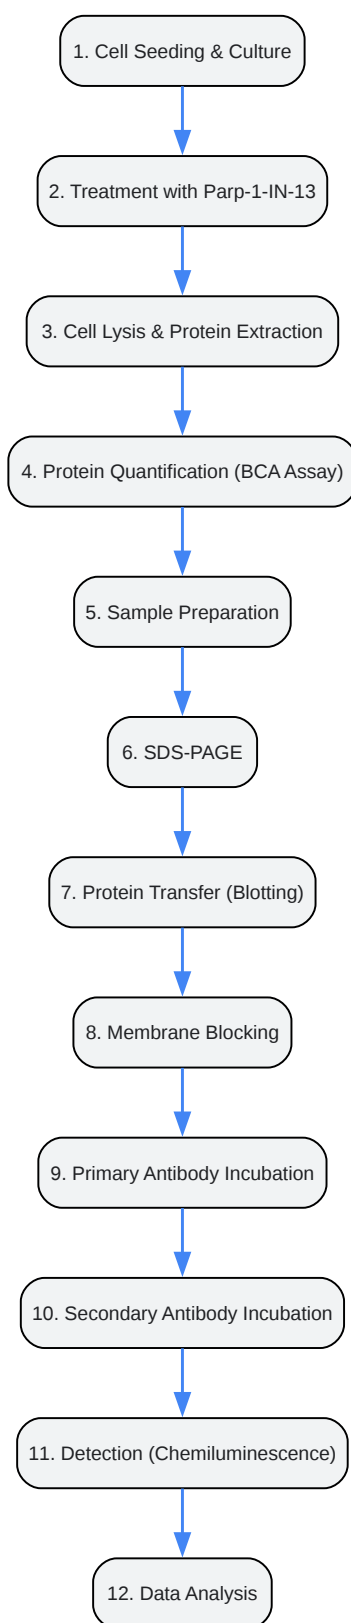 1. Cell Seeding & Culture
2. Treatment with Parp-1-IN-13
3. Cell Lysis & Protein Extraction
4. Protein Quantification (BCA Assay)
5. Sample Preparation
6. SDS-PAGE
7. Protein Transfer (Blotting)
8. Membrane Blocking
9. Primary Antibody Incubation
10. Secondary Antibody Incubation
11. Detection (Chemiluminescence)
12. Data Analysis